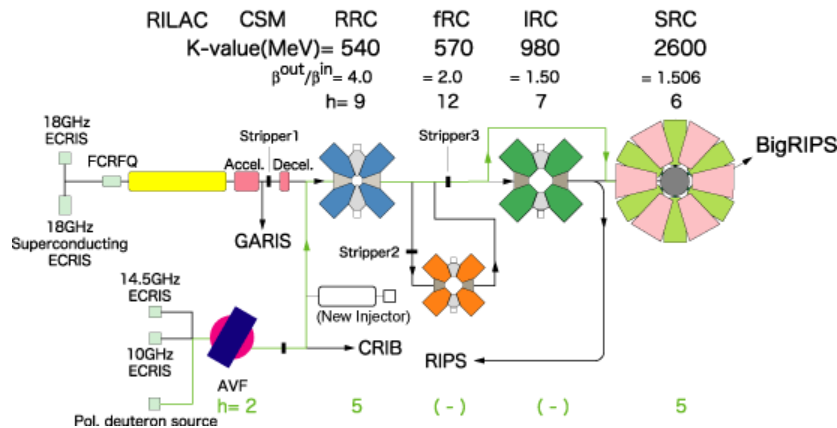 RILAC CSM RRC fRC IRC SRC
K-value(MeV)= 540 570 980 2600
βout/βin = 4.0 = 2.0 = 1.50 = 1.506
h= 9 12 7 6
18GHz
ECRIS
FCRFQ
Accel.
Stripper1
Decel.
Stripper3
BigRIPS
18GHz
Superconducting
ECRIS
GARIS
Stripper2
14.5GHz
ECRIS
(New Injector)
10GHz
ECRIS
AVF
CRIB
RIPS
Pol. deuteron source
h= 2 5 (-) (-) 5